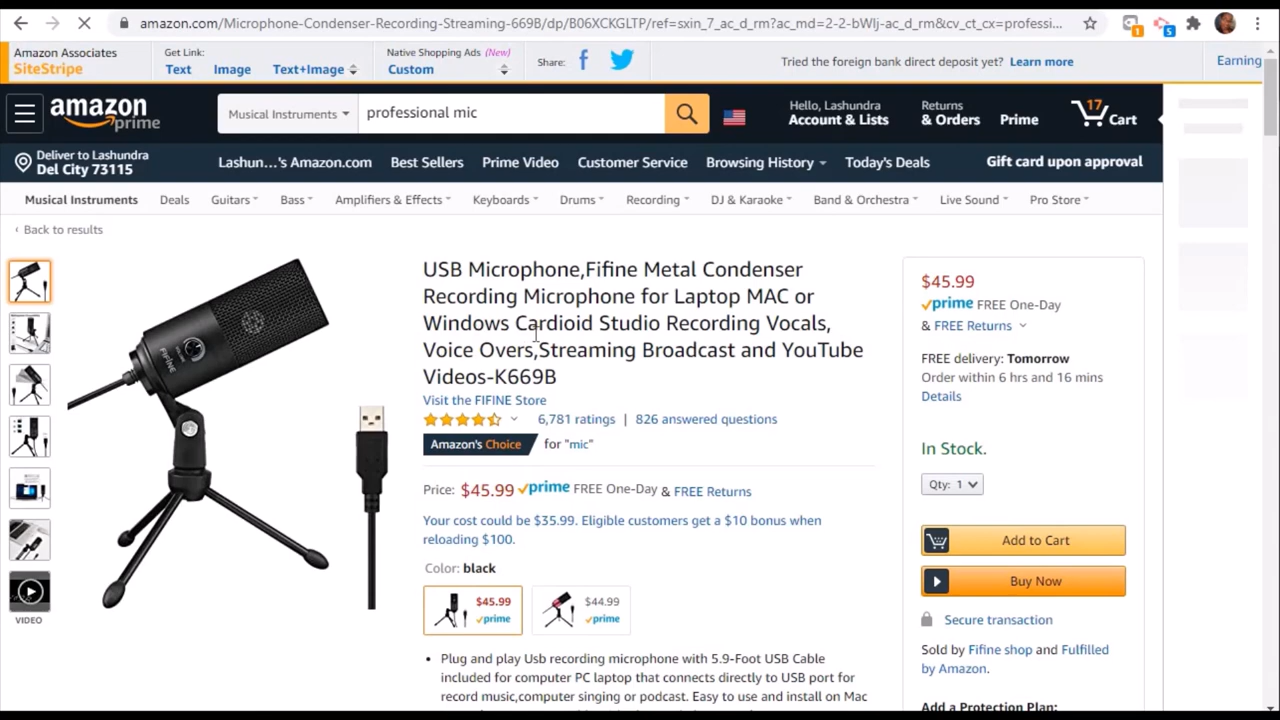 amazon.com/Microphone-Condenser-Recording-Streaming-669B/dp/B06XCKGLTP/ref=sxin_7_ac_d_rm?ac_md=2-2-bWlj-ac_d_rm&cv_ct_cx=professi...
1
5
Amazon Associates
SiteStripe
Get Link:
Text
Image
Text+Image
Native Shopping Ads (New)
Custom
Share:
Tried the foreign bank direct deposit yet? Learn more
Earning
amazon
prime
Musical Instruments
professional mic
Hello, Lashundra
Account & Lists
Returns
& Orders
Prime
17
Cart
Deliver to Lashundra
Del City 73115
Lashun...'s Amazon.com
Best Sellers
Prime Video
Customer Service
Browsing History
Today's Deals
Gift card upon approval
Musical Instruments
Deals
Guitars
Bass
Amplifiers & Effects
Keyboards
Drums
Recording
DJ & Karaoke
Band & Orchestra
Live Sound
Pro Store
‹ Back to results
FIFINE
VIDEO
USB Microphone,Fifine Metal Condenser
Recording Microphone for Laptop MAC or
Windows Cardioid Studio Recording Vocals,
Voice Overs,Streaming Broadcast and YouTube
Videos-K669B
Visit the FIFINE Store
6,781 ratings | 826 answered questions
Amazon's Choice for "mic"
Price: $45.99 prime FREE One-Day & FREE Returns
Your cost could be $35.99. Eligible customers get a $10 bonus when
reloading $100.
Color: black
$45.99
prime
$44.99
prime
• Plug and play Usb recording microphone with 5.9-Foot USB Cable
included for computer PC laptop that connects directly to USB port for
record music,computer singing or podcast. Easy to use and install on Mac
$45.99
prime FREE One-Day
& FREE Returns
FREE delivery: Tomorrow
Order within 6 hrs and 16 mins
Details
In Stock.
Qty: 1
Add to Cart
Buy Now
Secure transaction
Sold by Fifine shop and Fulfilled
by Amazon.
Add a Protection Plan: